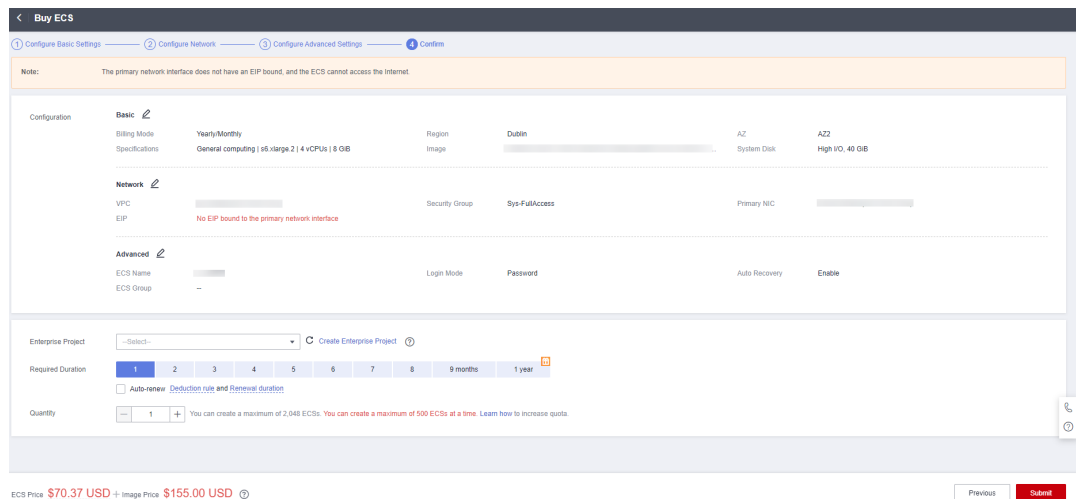 Buy ECS
1 Configure Basic Settings 2 Configure Network 3 Configure Advanced Settings 4 Confirm
Note: The primary network interface does not have an EIP bound, and the ECS cannot access the Internet.
Configuration Basic
Billing Mode Yearly/Monthly Region Dublin AZ AZ2
Specifications General computing | s6.xlarge.2 | 4 vCPUs | 8 GiB Image System Disk High I/O, 40 GiB
Network
VPC Security Group Sys-FullAccess Primary NIC
EIP No EIP bound to the primary network interface
Advanced
ECS Name Login Mode Password Auto Recovery Enable
ECS Group --
Enterprise Project --Select-- Create Enterprise Project ?
Required Duration 1 2 3 4 5 6 7 8 9 months 1 year
Auto-renew Deduction rule and Renewal duration
Quantity − 1 + You can create a maximum of 2,046 ECSs. You can create a maximum of 500 ECSs at a time. Learn how to increase quota.
ECS Price $70.37 USD + Image Price $155.00 USD ? Previous Submit